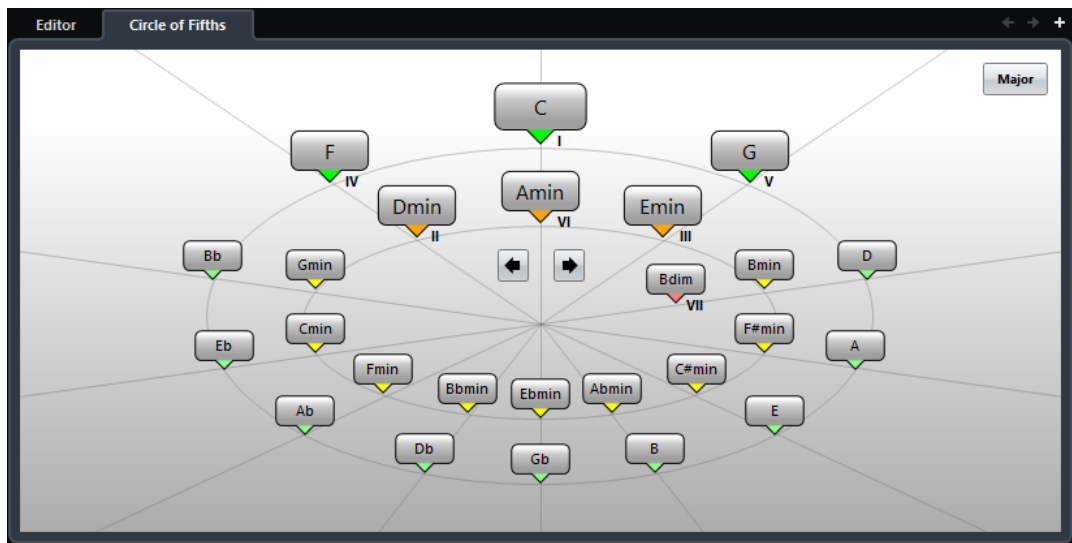 Editor
Circle of Fifths
Major
C
I
F
IV
G
V
Amin
VI
Dmin
II
Emin
III
Bb
Gmin
Bdim
VII
Bmin
D
Eb
Cmin
F#min
A
Fmin
C#min
Bbmin
Ebmin
Abmin
Ab
E
Db
Gb
B